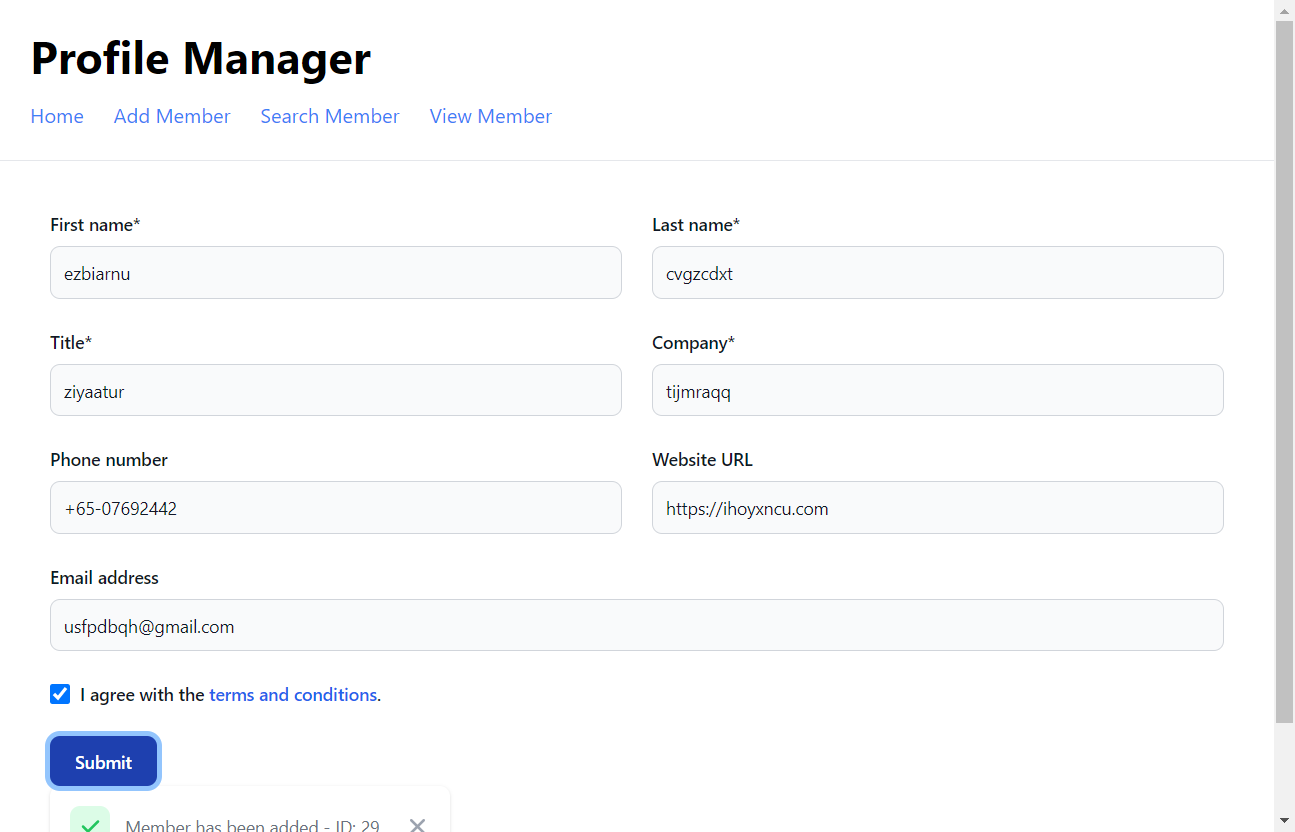 Profile Manager
Home Add Member Search Member View Member
First name* Last name*
ezbiarnu cvgzcdxt
Title* Company*
ziyaatur tijmraqq
Phone number Website URL
+65-07692442 https://ihoyxncu.com
Email address
usfpdbqh@gmail.com
I agree with the terms and conditions.
Submit
Member has been added - ID: 29